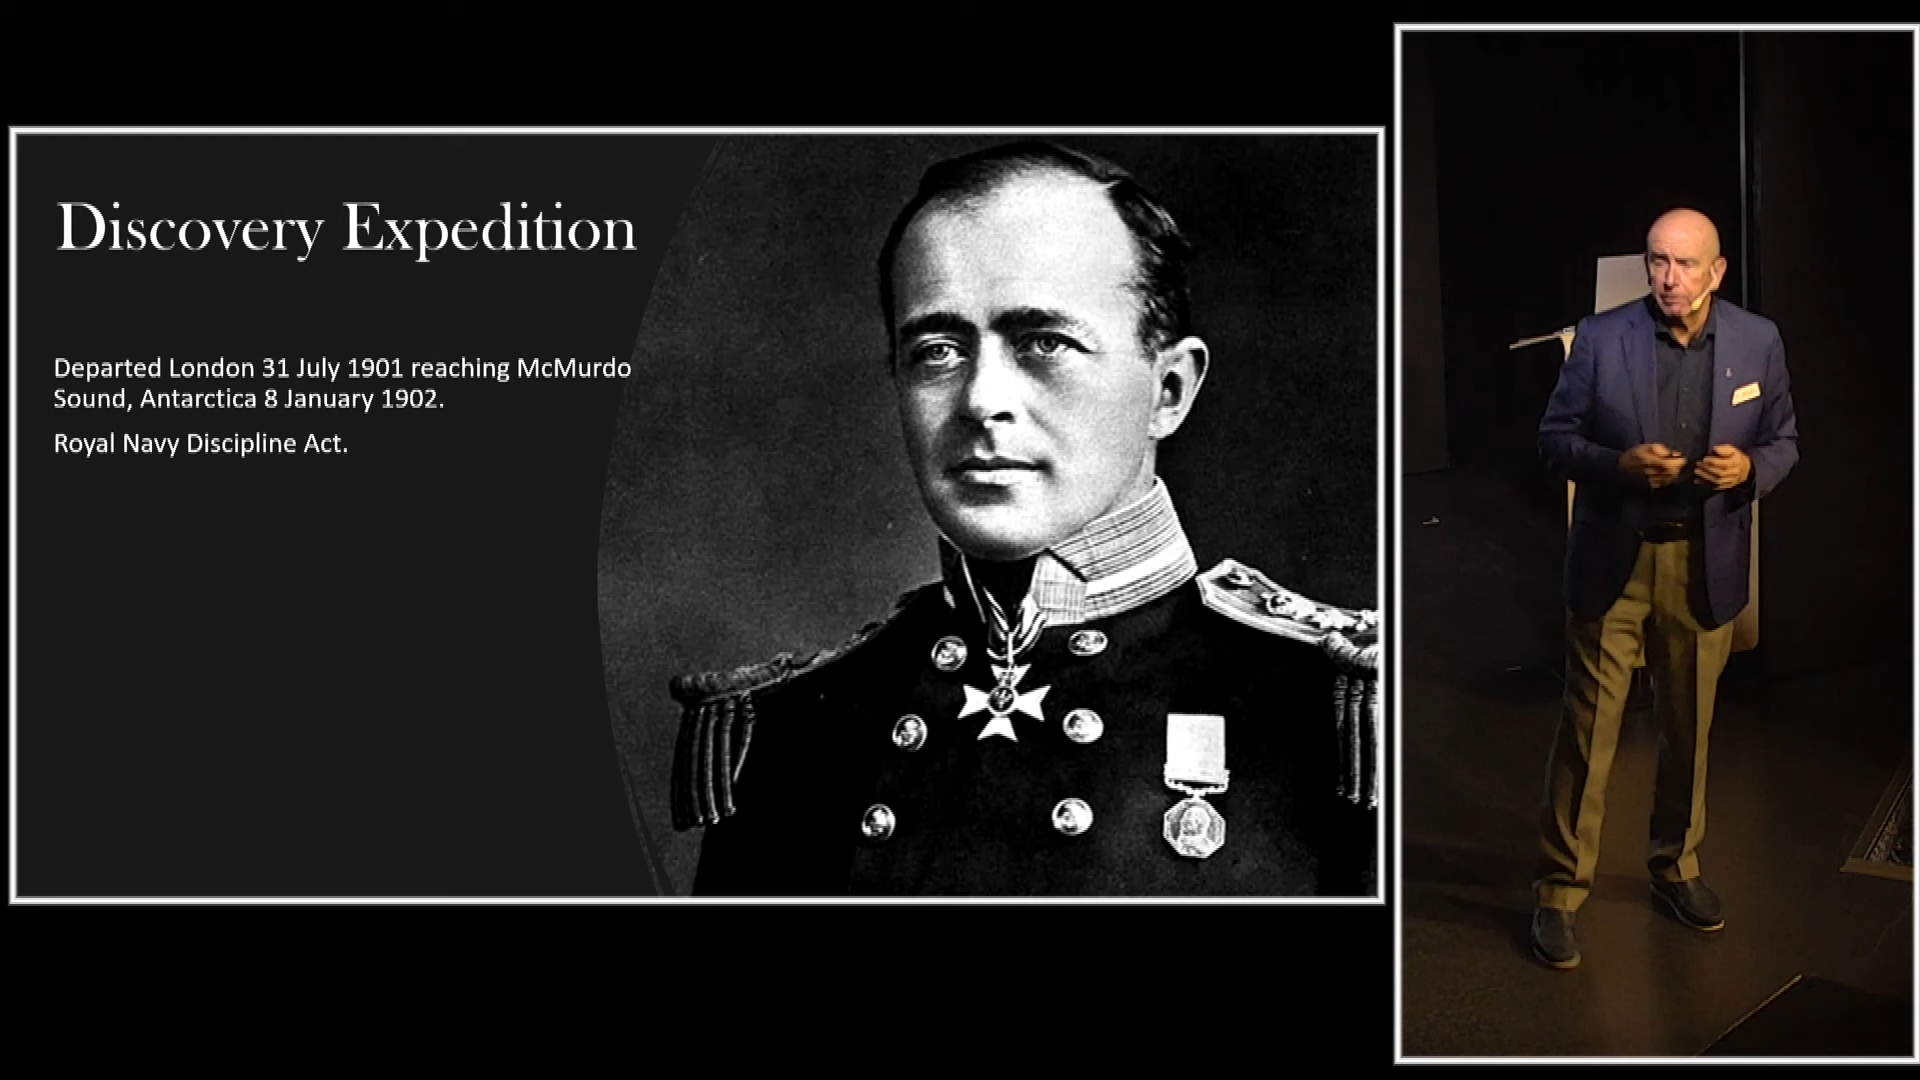 Discovery Expedition
Departed London 31 July 1901 reaching McMurdo
Sound, Antarctica 8 January 1902.
Royal Navy Discipline Act.